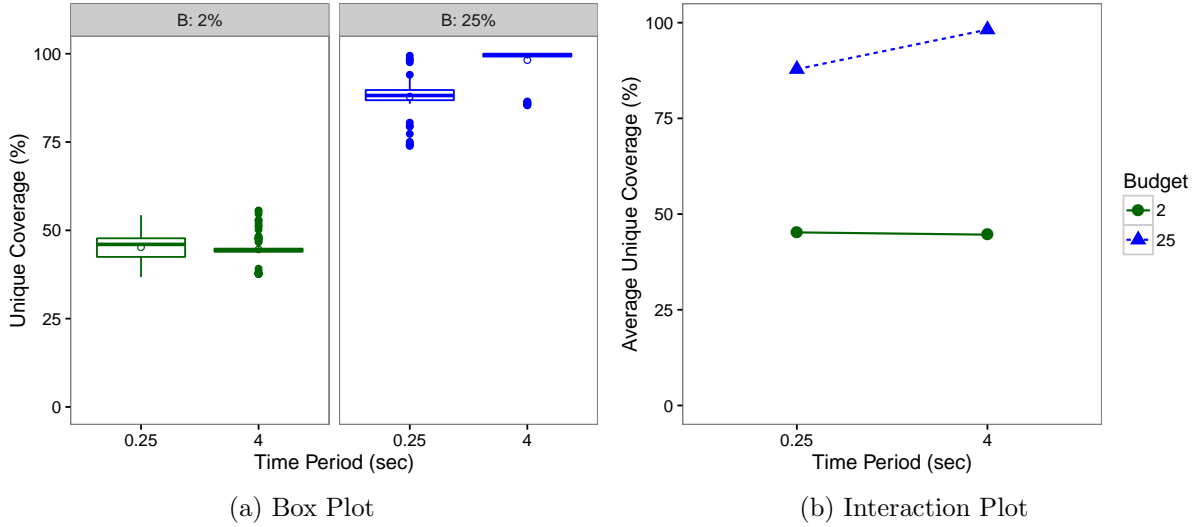 B: 2%
B: 25%
Unique Coverage (%)
100
75
50
25
0
0.25
4
0.25
4
Time Period (sec)
(a) Box Plot
Average Unique Coverage (%)
100
75
50
25
0
0.25
4
Time Period (sec)
Budget
2
25
(b) Interaction Plot